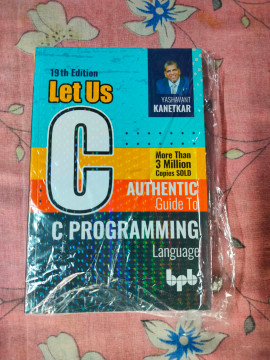 19th Edition
Let Us
C
YASHAVANT
KANETKAR
More Than
3 Million
Copies SOLD
AUTHENTIC
Guide To
C PROGRAMMING
Language
bpb